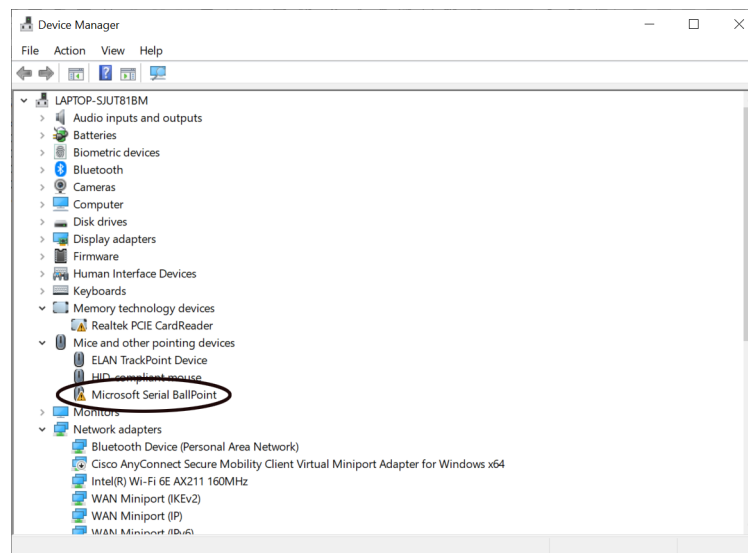 Device Manager
File Action View Help
LAPTOP-SJUT81BM
Audio inputs and outputs
Batteries
Biometric devices
Bluetooth
Cameras
Computer
Disk drives
Display adapters
Firmware
Human Interface Devices
Keyboards
Memory technology devices
Realtek PCIE CardReader
Mice and other pointing devices
ELAN TrackPoint Device
HID-compliant mouse
Microsoft Serial BallPoint
Monitors
Network adapters
Bluetooth Device (Personal Area Network)
Cisco AnyConnect Secure Mobility Client Virtual Miniport Adapter for Windows x64
Intel(R) Wi-Fi 6E AX211 160MHz
WAN Miniport (IKEv2)
WAN Miniport (IP)
WAN Miniport (IPv6)